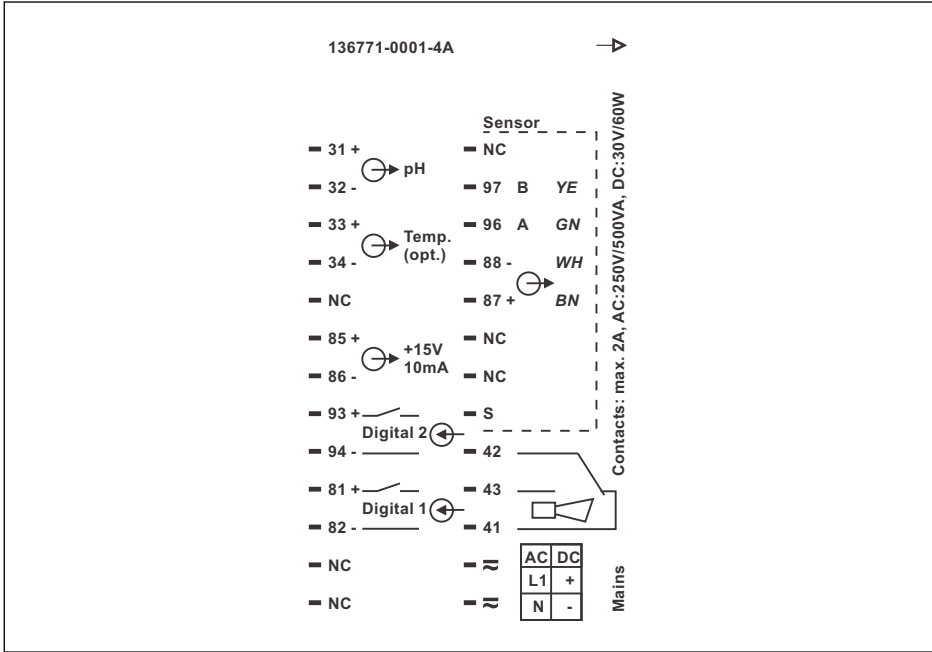 136771-0001-4A
Sensor
31 +
pH
32 -
33 +
Temp.
(opt.)
34 -
NC
85 +
+15V
10mA
86 -
93 +
Digital 2
94 -
81 +
Digital 1
82 -
NC
NC
NC
97 B YE
96 A GN
88 - WH
87 + BN
NC
NC
S
42
43
41
AC DC
L1 +
N -
Contacts: max. 2A, AC:250V/500VA, DC:30V/60W
Mains